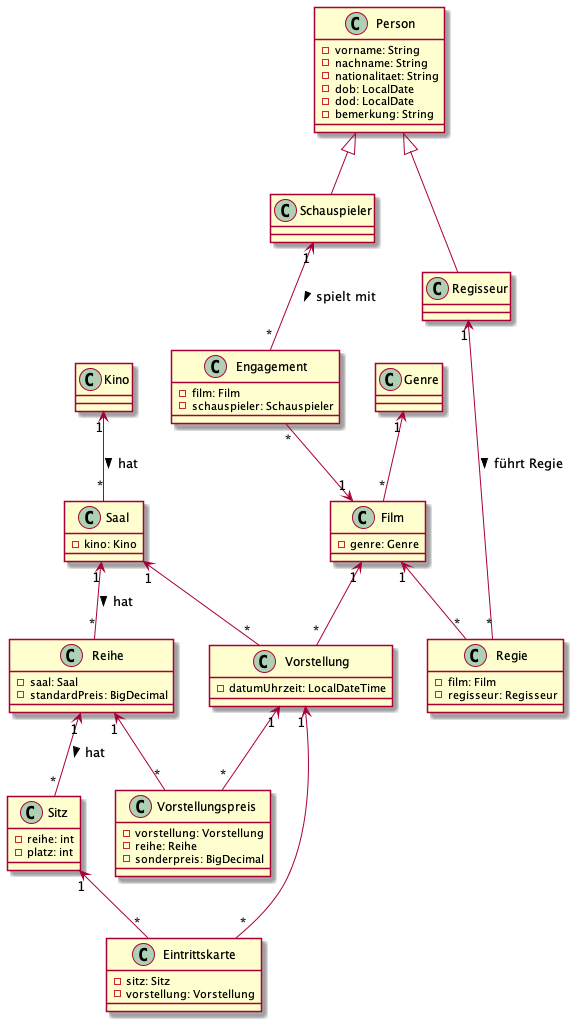 C Person
vorname: String
nachname: String
nationalitaet: String
dob: LocalDate
dod: LocalDate
bemerkung: String
C Schauspieler
1
C Regisseur
1
spielt mit
*
C Engagement
film: Film
schauspieler: Schauspieler
*
C Kino
1
C Genre
1
hat
führt Regie
*
1
*
C Saal
kino: Kino
1
1
C Film
genre: Genre
1
1
hat
*
*
*
*
*
C Reihe
saal: Saal
standardPreis: BigDecimal
1
1
C Vorstellung
datumUhrzeit: LocalDateTime
1
1
C Regie
film: Film
regisseur: Regisseur
hat
*
*
*
C Sitz
reihe: int
platz: int
1
C Vorstellungspreis
vorstellung: Vorstellung
reihe: Reihe
sonderpreis: BigDecimal
*
*
C Eintrittskarte
sitz: Sitz
vorstellung: Vorstellung